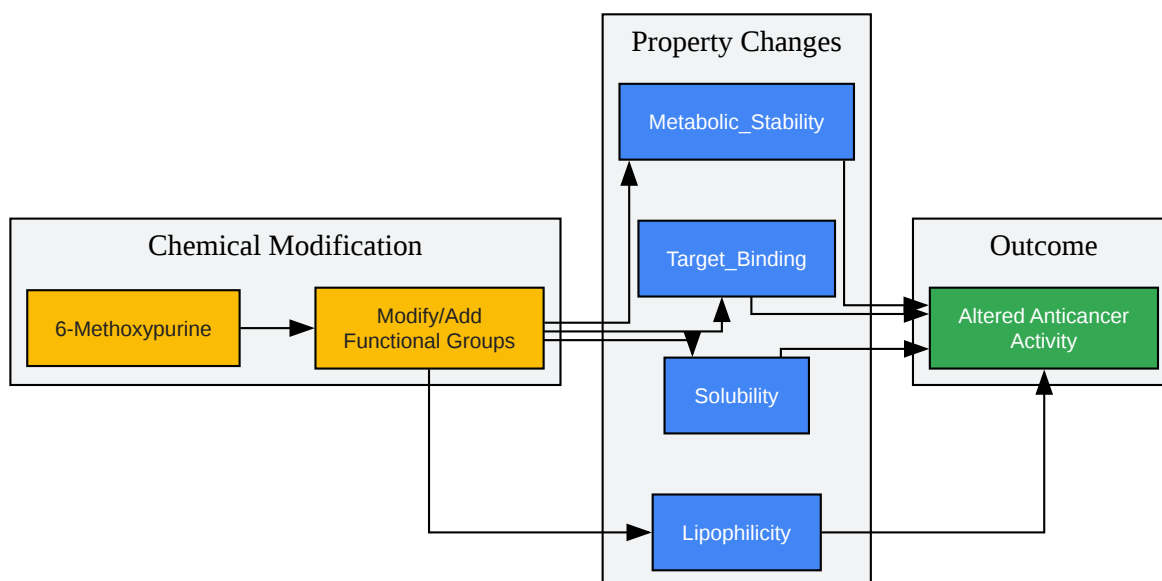 Property Changes
Metabolic_Stability
Chemical Modification
Target_Binding
Outcome
6-Methoxypurine
Modify/Add
Functional Groups
Altered Anticancer
Activity
Solubility
Lipophilicity